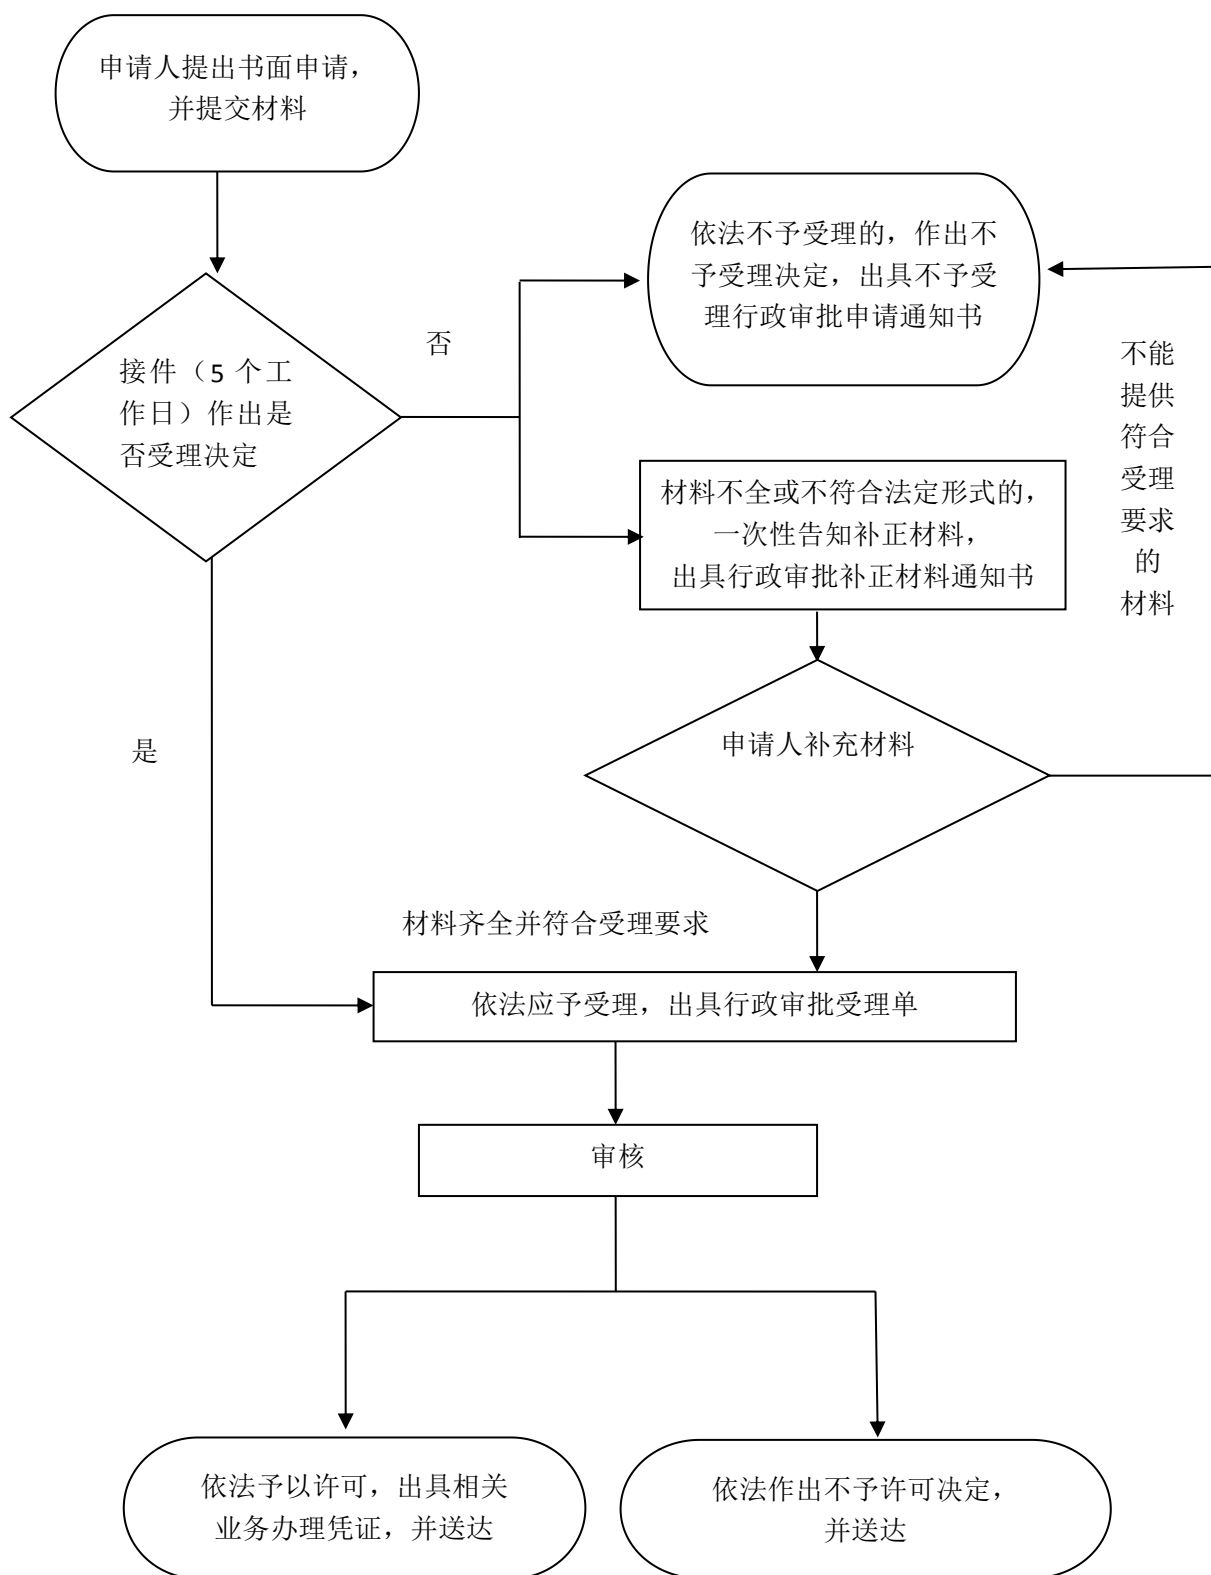 申请人提出书面申请，
并提交材料
依法不予受理的，作出不
予受理决定，出具不予受
理行政审批申请通知书
否
接件（5 个工
作日）作出是
否受理决定
不能
提供
符合
受理
要求
的
材料
材料不全或不符合法定形式的，
一次性告知补正材料，
出具行政审批补正材料通知书
是
申请人补充材料
材料齐全并符合受理要求
依法应予受理，出具行政审批受理单
审核
依法予以许可，出具相关
业务办理凭证，并送达
依法作出不予许可决定，
并送达